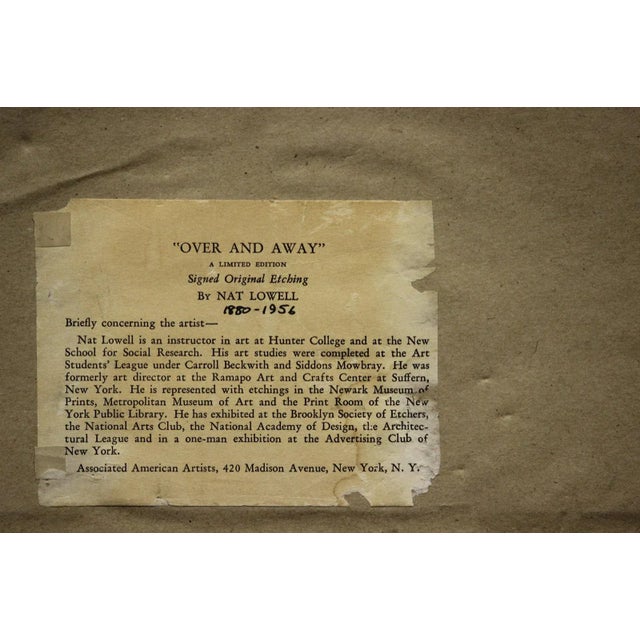 "OVER AND AWAY"
A LIMITED EDITION
Signed Original Etching
By NAT LOWELL
1880-1956
Briefly concerning the artist—
Nat Lowell is an instructor in art at Hunter College and at the New
School for Social Research. His art studies were completed at the Art
Students' League under Carroll Beckwith and Siddons Mowbray. He was
formerly art director at the Ramapo Art and Crafts Center at Suffern,
New York. He is represented with etchings in the Newark Museum of
Prints, Metropolitan Museum of Art and the Print Room of the New
York Public Library. He has exhibited at the Brooklyn Society of Etchers,
the National Arts Club, the National Academy of Design, the Architec-
tural League and in a one-man exhibition at the Advertising Club of
New York.
Associated American Artists, 420 Madison Avenue, New York, N. Y.